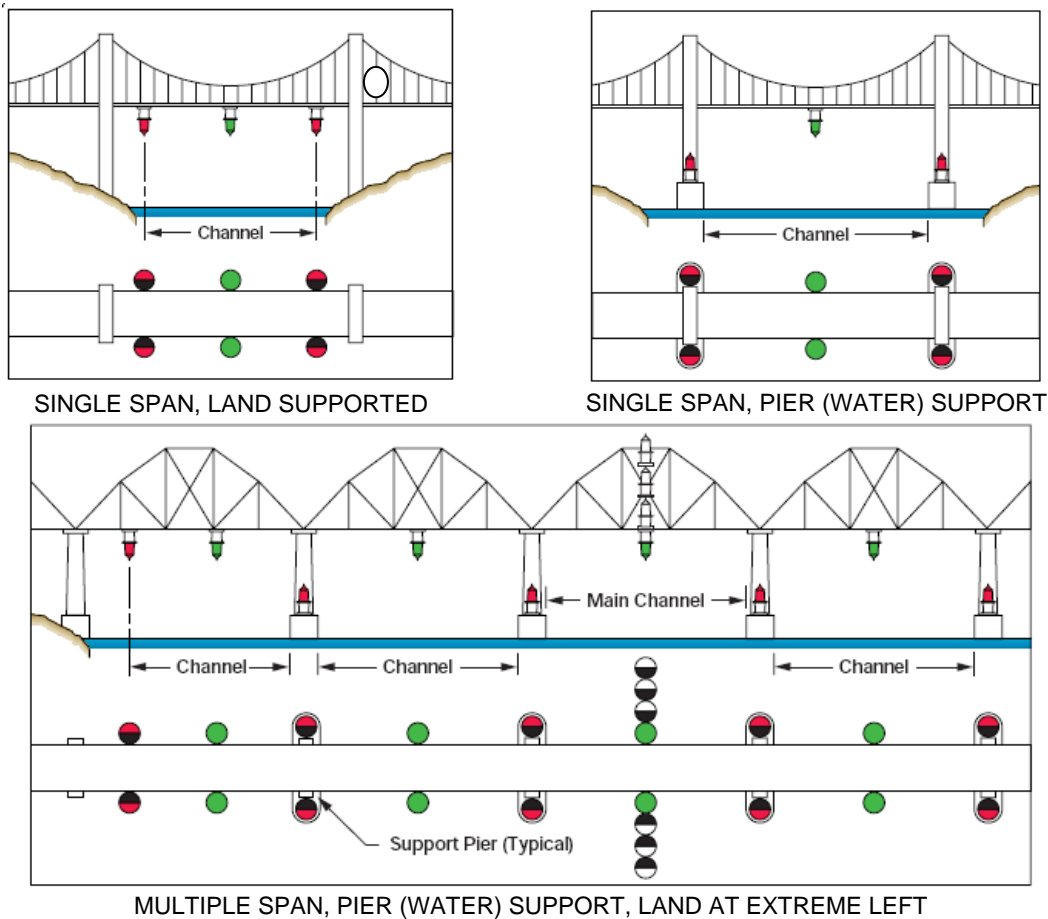 Channel
Channel
SINGLE SPAN, LAND SUPPORTED
SINGLE SPAN, PIER (WATER) SUPPORT
Main Channel
Channel
Channel
Channel
Support Pier (Typical)
MULTIPLE SPAN, PIER (WATER) SUPPORT, LAND AT EXTREME LEFT